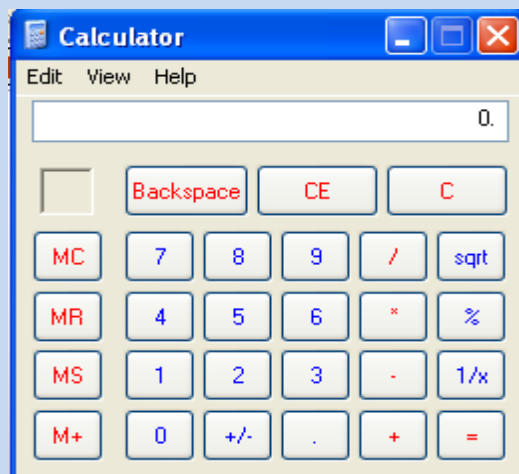 Calculator
Edit View Help
0.
Backspace CE C
MC 7 8 9 / sqrt
MR 4 5 6 * %
MS 1 2 3 - 1/x
M+ 0 +/- . + =